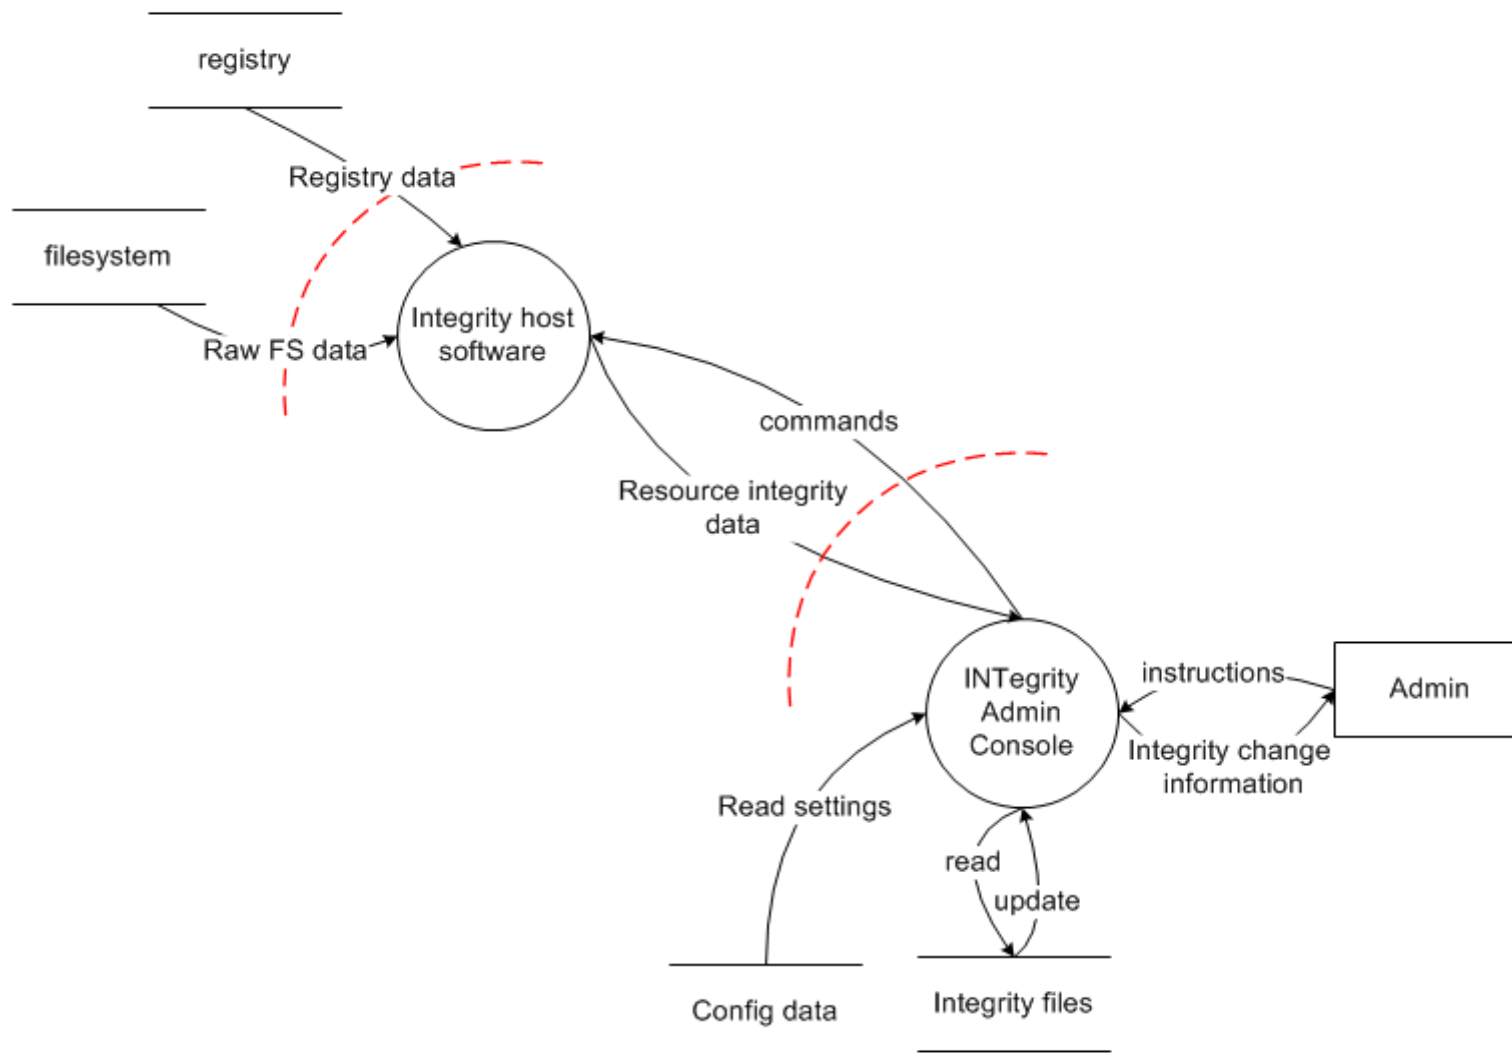 registry
Registry data
filesystem
Raw FS data
Integrity host
software
commands
Resource integrity
data
INTegrity
Admin
Console
instructions
Admin
Integrity change
information
Read settings
read
update
Config data
Integrity files